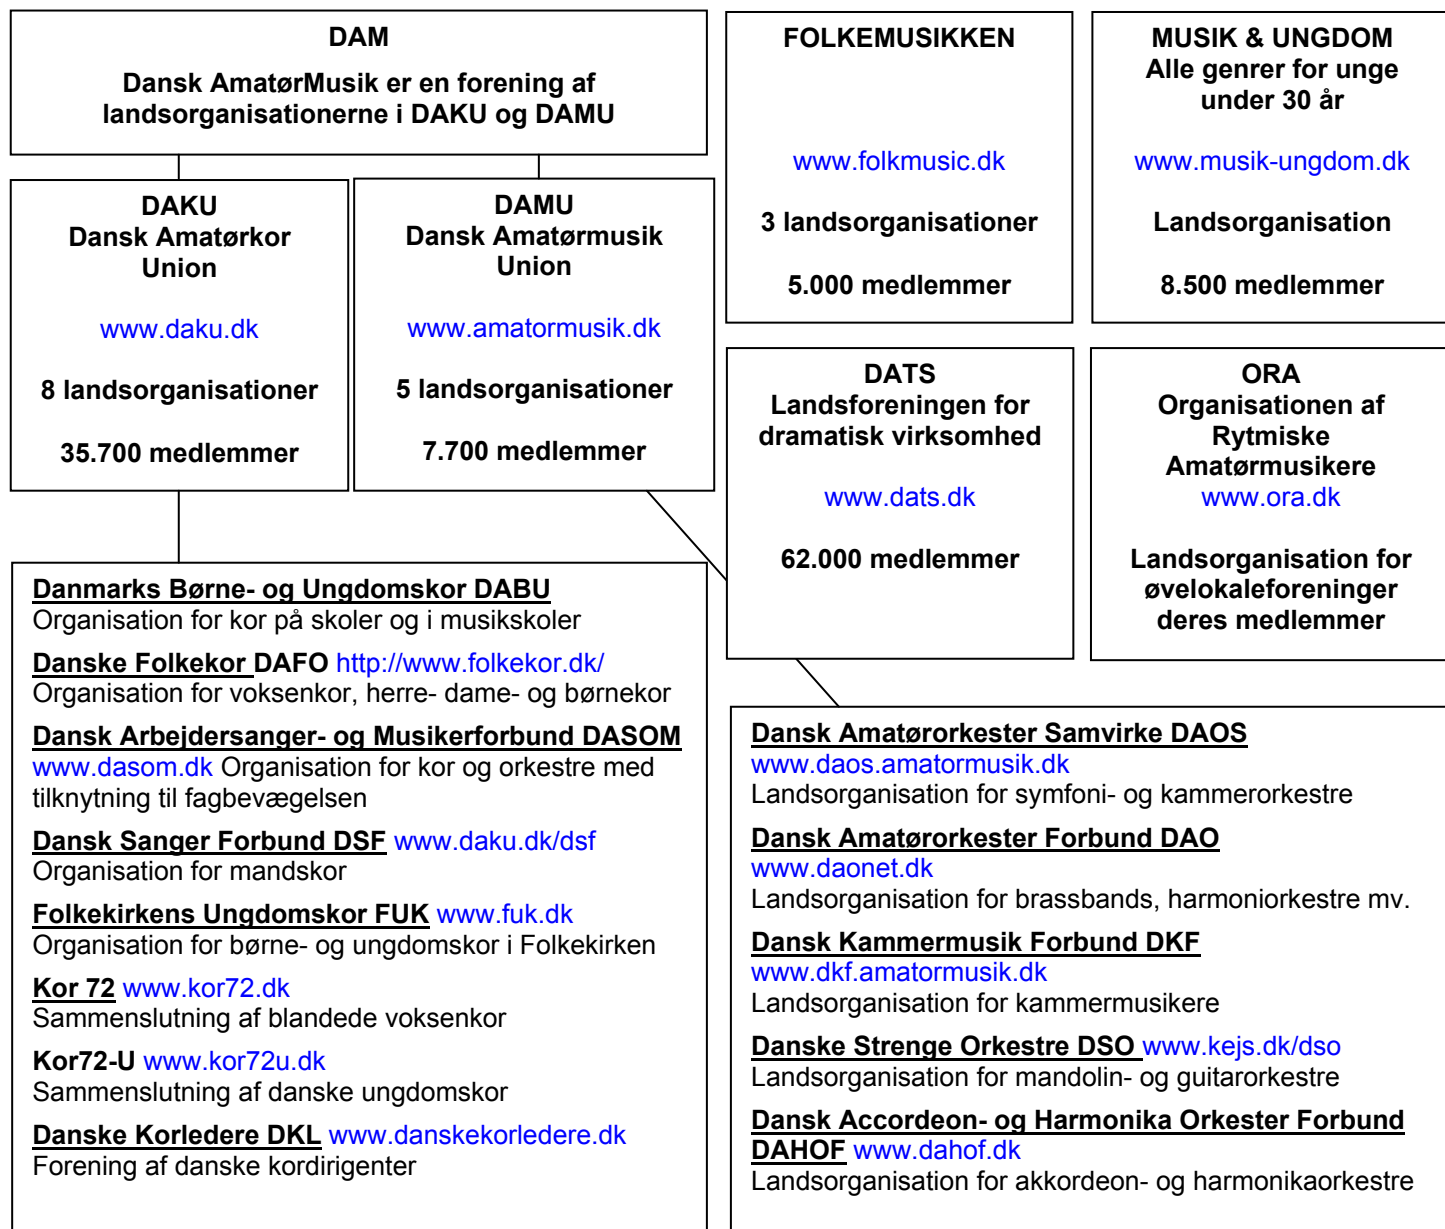 DAM
Dansk AmatørMusik er en forening af
landsorganisationerne i DAKU og DAMU
FOLKEMUSIKKEN
www.folkmusic.dk
3 landsorganisationer
5.000 medlemmer
MUSIK & UNGDOM
Alle genrer for unge
under 30 år
www.musik-ungdom.dk
Landsorganisation
8.500 medlemmer
DAKU
Dansk Amatørkor
Union
www.daku.dk
8 landsorganisationer
35.700 medlemmer
DAMU
Dansk Amatørmusik
Union
www.amatormusik.dk
5 landsorganisationer
7.700 medlemmer
DATS
Landsforeningen for
dramatisk virksomhed
www.dats.dk
62.000 medlemmer
ORA
Organisationen af
Rytmiske
Amatørmusikere
www.ora.dk
Landsorganisation for
øvelokaleforeninger
deres medlemmer
Danmarks Børne- og Ungdomskor DABU
Organisation for kor på skoler og i musikskoler
Danske Folkekor DAFO http://www.folkekor.dk/
Organisation for voksenkor, herre- dame- og børnekor
Dansk Arbejdersanger- og Musikerforbund DASOM
www.dasom.dk Organisation for kor og orkestre med
tilknytning til fagbevægelsen
Dansk Sanger Forbund DSF www.daku.dk/dsf
Organisation for mandskor
Folkekirkens Ungdomskor FUK www.fuk.dk
Organisation for børne- og ungdomskor i Folkekirken
Kor 72 www.kor72.dk
Sammenslutning af blandede voksenkor
Kor72-U www.kor72u.dk
Sammenslutning af danske ungdomskor
Danske Korledere DKL www.danskekorledere.dk
Forening af danske kordirigenter
Dansk Amatørorkester Samvirke DAOS
www.daos.amatormusik.dk
Landsorganisation for symfoni- og kammerorkestre
Dansk Amatørorkester Forbund DAO
www.daonet.dk
Landsorganisation for brassbands, harmoniorkestre mv.
Dansk Kammermusik Forbund DKF
www.dkf.amatormusik.dk
Landsorganisation for kammermusikere
Danske Strenge Orkestre DSO www.kejs.dk/dso
Landsorganisation for mandolin- og guitarorkestre
Dansk Accordeon- og Harmonika Orkester Forbund
DAHOF www.dahof.dk
Landsorganisation for akkordeon- og harmonikaorkestre